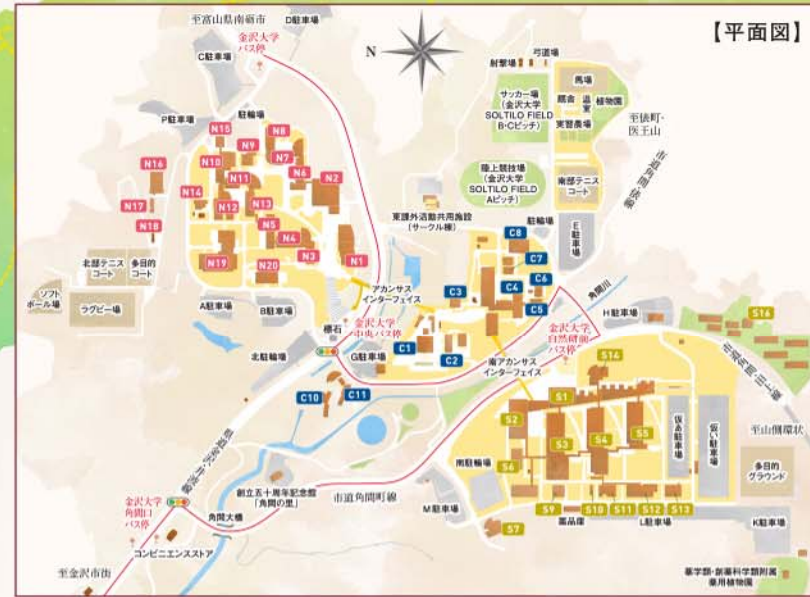 【平面図】
至富山県南砺市
D駐車場
金沢大学
バス停
C駐車場
N
弓道場
射撃場
馬場
厩舎
温室
植物園
実習農場
サッカー場
(金沢大学
SOLTILO FIELD
B・Cピッチ)
至俵町・
医王山
P駐車場
駐輪場
N15
N8
N9
N7
N10
N16
N11
N6
N2
N14
N12
N13
N17
N18
N5
N4
N3
N1
N19
N20
陸上競技場
(金沢大学
SOLTILO FIELD
Aピッチ)
南部テニス
コート
東課外活動共用施設
(サークル棟)
駐輪場
E駐車場
C8
C7
C6
C4
C5
C3
C1
C2
角間川
北部テニス
コート
多目的
コート
ソフト
ボール場
ラグビー場
A駐車場
B駐車場
アカンサス
インターフェイス
標石
金沢大学
中央バス停
北駐輪場
G駐車場
C10
C11
南アカンサス
インターフェイス
金沢大学
自然研前
バス停
H駐車場
S16
S14
S1
S2
S3
S4
S5
S6
南駐輪場
仮あ駐車場
仮い駐車場
至山側環状
多目的
グラウンド
創立五十周年記念館
「角間の里」
市道角間町線
M駐車場
S7
S9
薬品庫
S10
S11
S12
S13
L駐車場
K駐車場
金沢大学
角間口
バス停
角間大橋
コンビニエンスストア
至金沢市街
薬学類・創薬科学類附属
薬用植物園